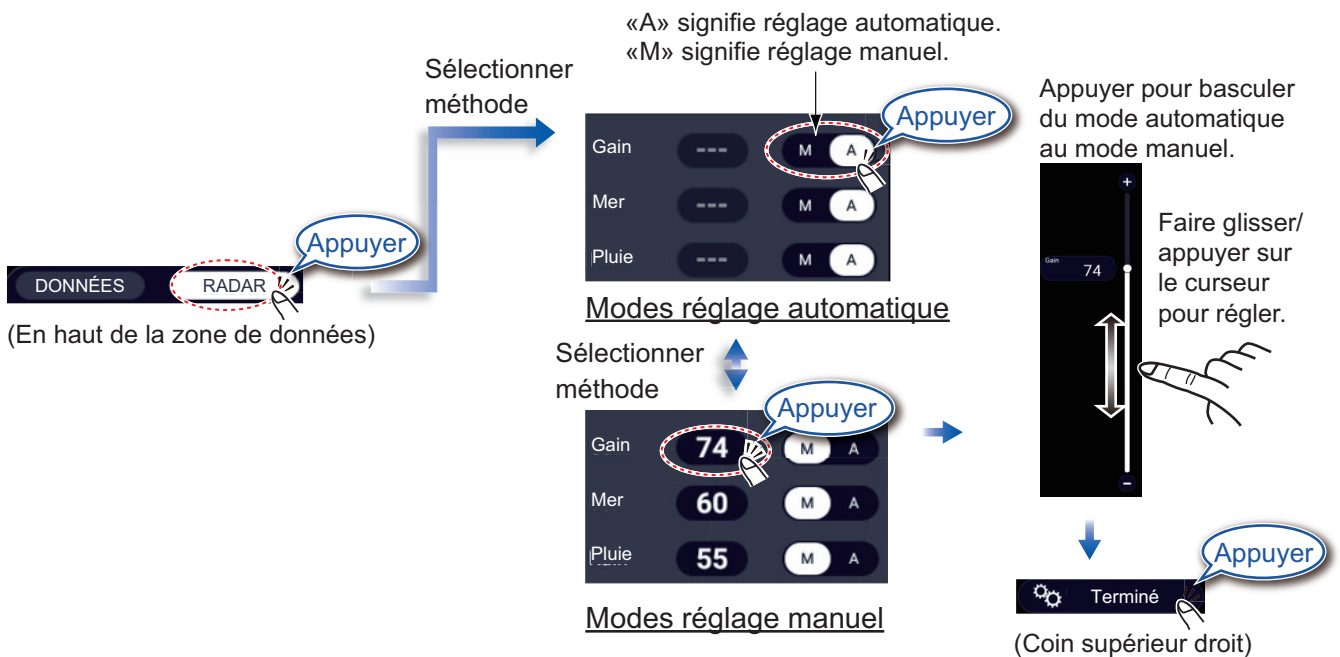 «A» signifie réglage automatique.
«M» signifie réglage manuel.
Sélectionner
méthode
Appuyer
Gain
---
M A
Mer
---
M A
Pluie
---
M A
Modes réglage automatique
Appuyer
DONNÉES
RADAR
(En haut de la zone de données)
Sélectionner
méthode
Appuyer
Gain
74
M A
Mer
60
M A
Pluie
55
M A
Modes réglage manuel
Appuyer pour basculer
du mode automatique
au mode manuel.
+
Gain
74
-
Faire glisser/
appuyer sur
le curseur
pour régler.
Appuyer
Terminé
(Coin supérieur droit)